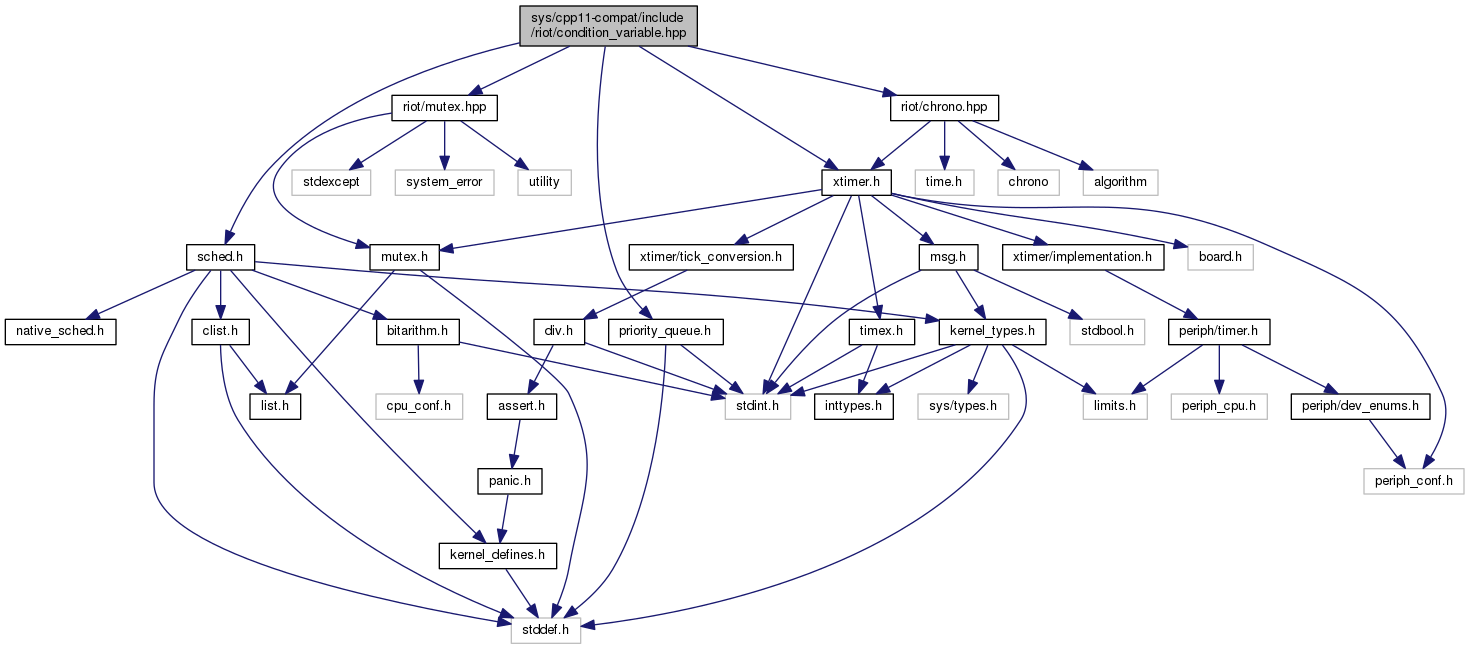 sys/cpp11-compat/include
/riot/condition_variable.hpp
riot/mutex.hpp
riot/chrono.hpp
stdexcept
system_error
utility
xtimer.h
time.h
chrono
algorithm
sched.h
mutex.h
xtimer/tick_conversion.h
msg.h
xtimer/implementation.h
board.h
native_sched.h
clist.h
bitarithm.h
div.h
priority_queue.h
timex.h
kernel_types.h
stdbool.h
periph/timer.h
list.h
cpu_conf.h
assert.h
stdint.h
inttypes.h
sys/types.h
limits.h
periph_cpu.h
periph/dev_enums.h
panic.h
periph_conf.h
kernel_defines.h
stddef.h